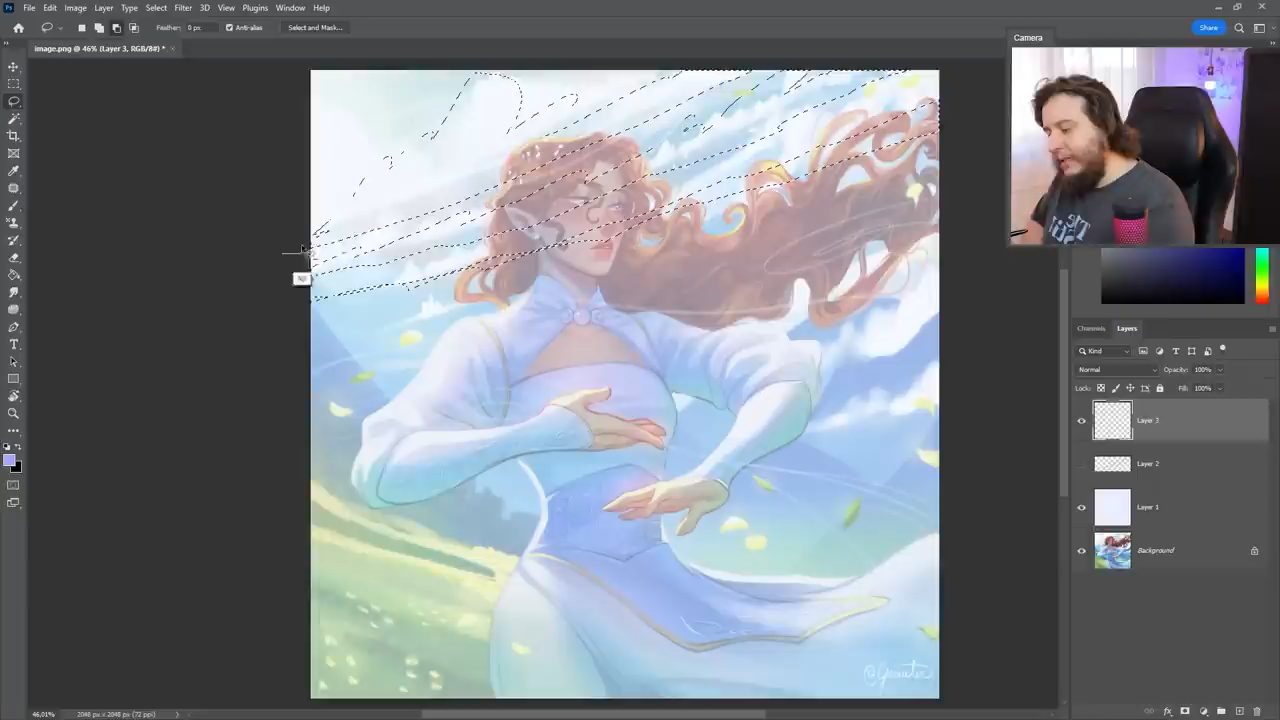 Ps File Edit Image Layer Type Select Filter 3D View Plugins Window Help
Feather: 0 px Anti-alias Select and Mask... Share
image.png @ 46% (Layer 3, RGB/8#) *
Camera
Channels Layers
Kind
Normal Opacity: 100%
Lock: Fill: 100%
Layer 3
Layer 2
Layer 1
Background
46,01% 2048 px x 2048 px (72 ppi)